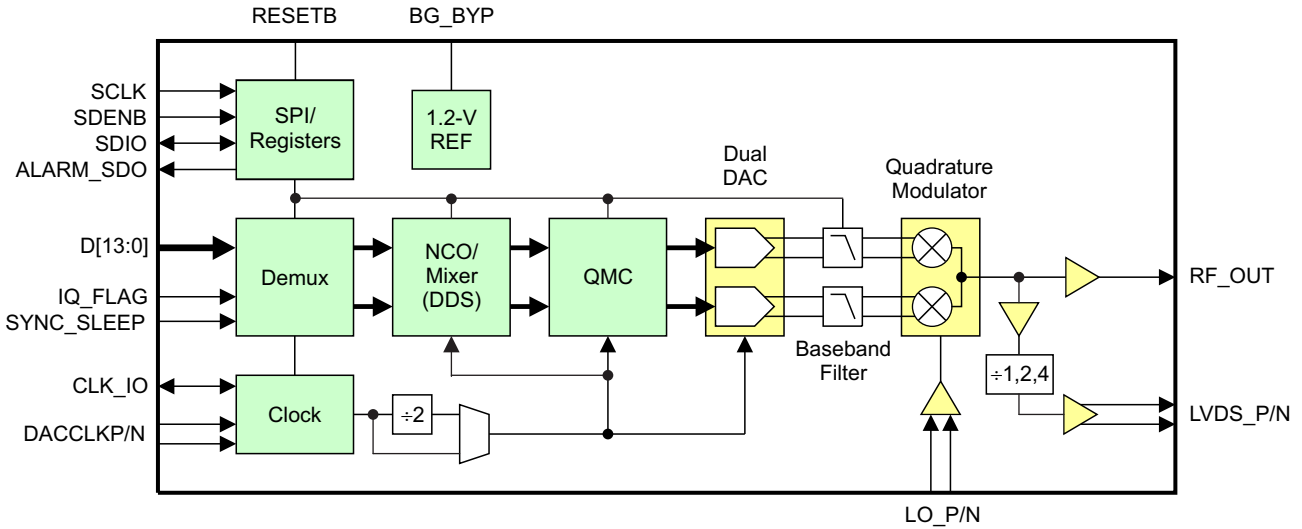 RESETB
BG_BYP
SCLK
SDENB
SDIO
ALARM_SDO
SPI/
Registers
1.2-V
REF
Dual
DAC
Quadrature
Modulator
D[13:0]
IQ_FLAG
SYNC_SLEEP
Demux
NCO/
Mixer
(DDS)
QMC
RF_OUT
Baseband
Filter
÷1,2,4
CLK_IO
DACCLKP/N
Clock
÷2
LVDS_P/N
LO_P/N